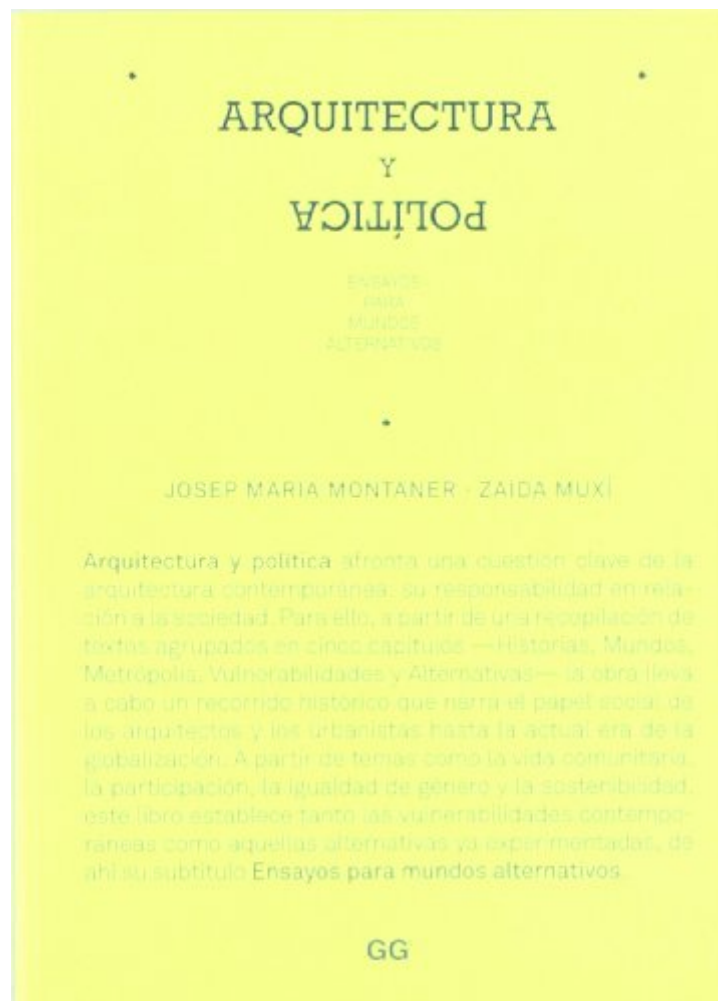 ARQUITECTURA
Y
POLÍTICA
ENSAYOS
PARA
MUNDOS
ALTERNATIVOS
JOSEP MARIA MONTANER · ZAIDA MUXÍ
Arquitectura y política afronta una cuestión clave de la
arquitectura contemporánea: su responsabilidad en rela-
ción a la sociedad. Para ello, a partir de una recopilación de
textos agrupados en cinco capítulos —Historias, Mundos,
Metrópolis, Vulnerabilidades y Alternativas— la obra lleva
a cabo un recorrido histórico que narra el papel social de
los arquitectos y los urbanistas hasta la actual era de la
globalización. A partir de temas como la vida comunitaria,
la participación, la igualdad de género y la sostenibilidad,
este libro establece tanto las vulnerabilidades contempo-
ráneas como aquellas alternativas ya experimentadas, de
ahí su subtítulo Ensayos para mundos alternativos.
GG